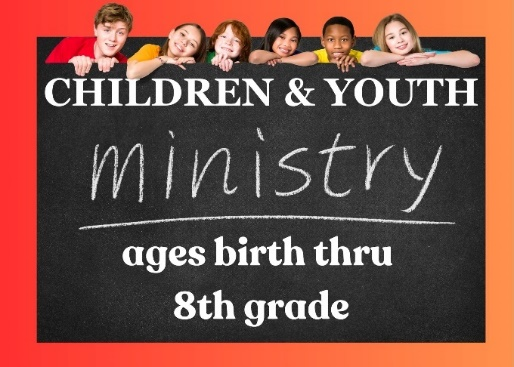 CHILDREN & YOUTH
ministry
ages birth thru
8th grade